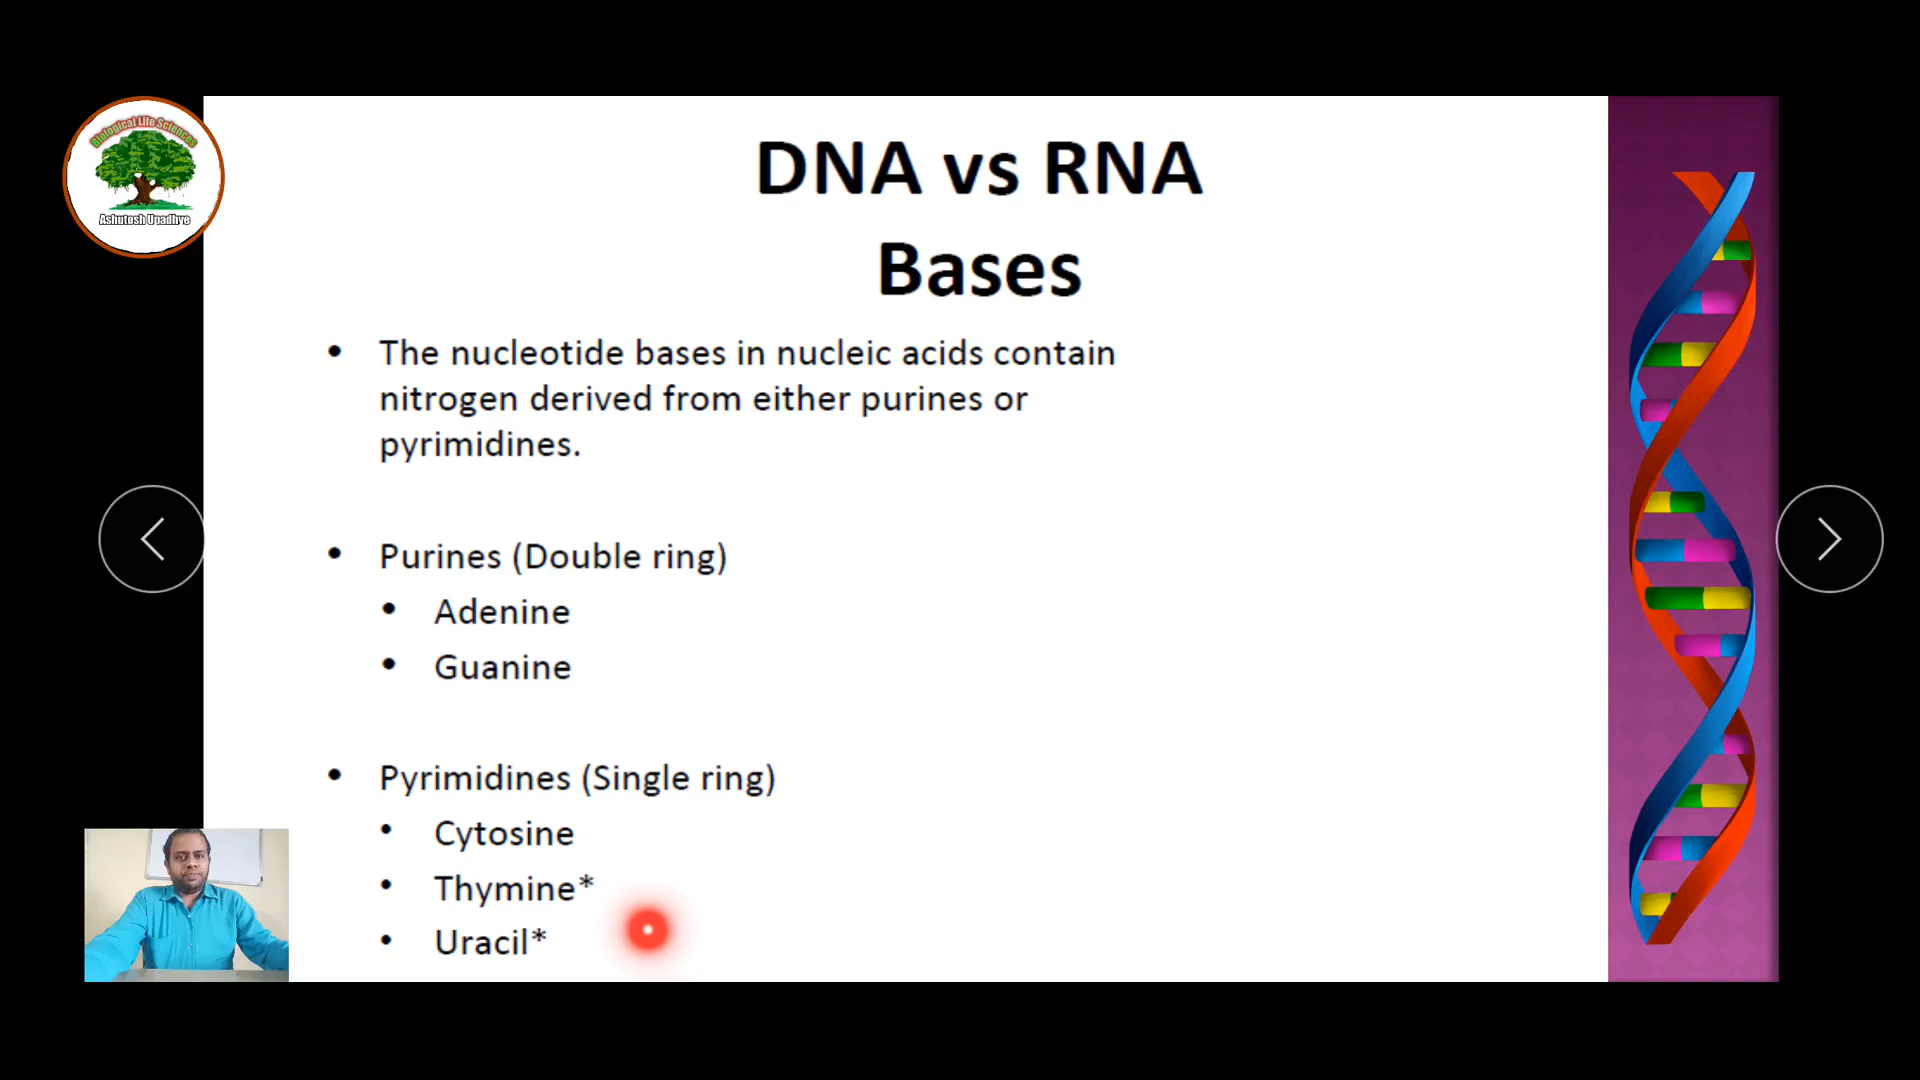 Biological Life Sciences
Ashutosh Upadhye
DNA vs RNA
Bases
• The nucleotide bases in nucleic acids contain
nitrogen derived from either purines or
pyrimidines.
• Purines (Double ring)
• Adenine
• Guanine
• Pyrimidines (Single ring)
• Cytosine
• Thymine*
• Uracil*